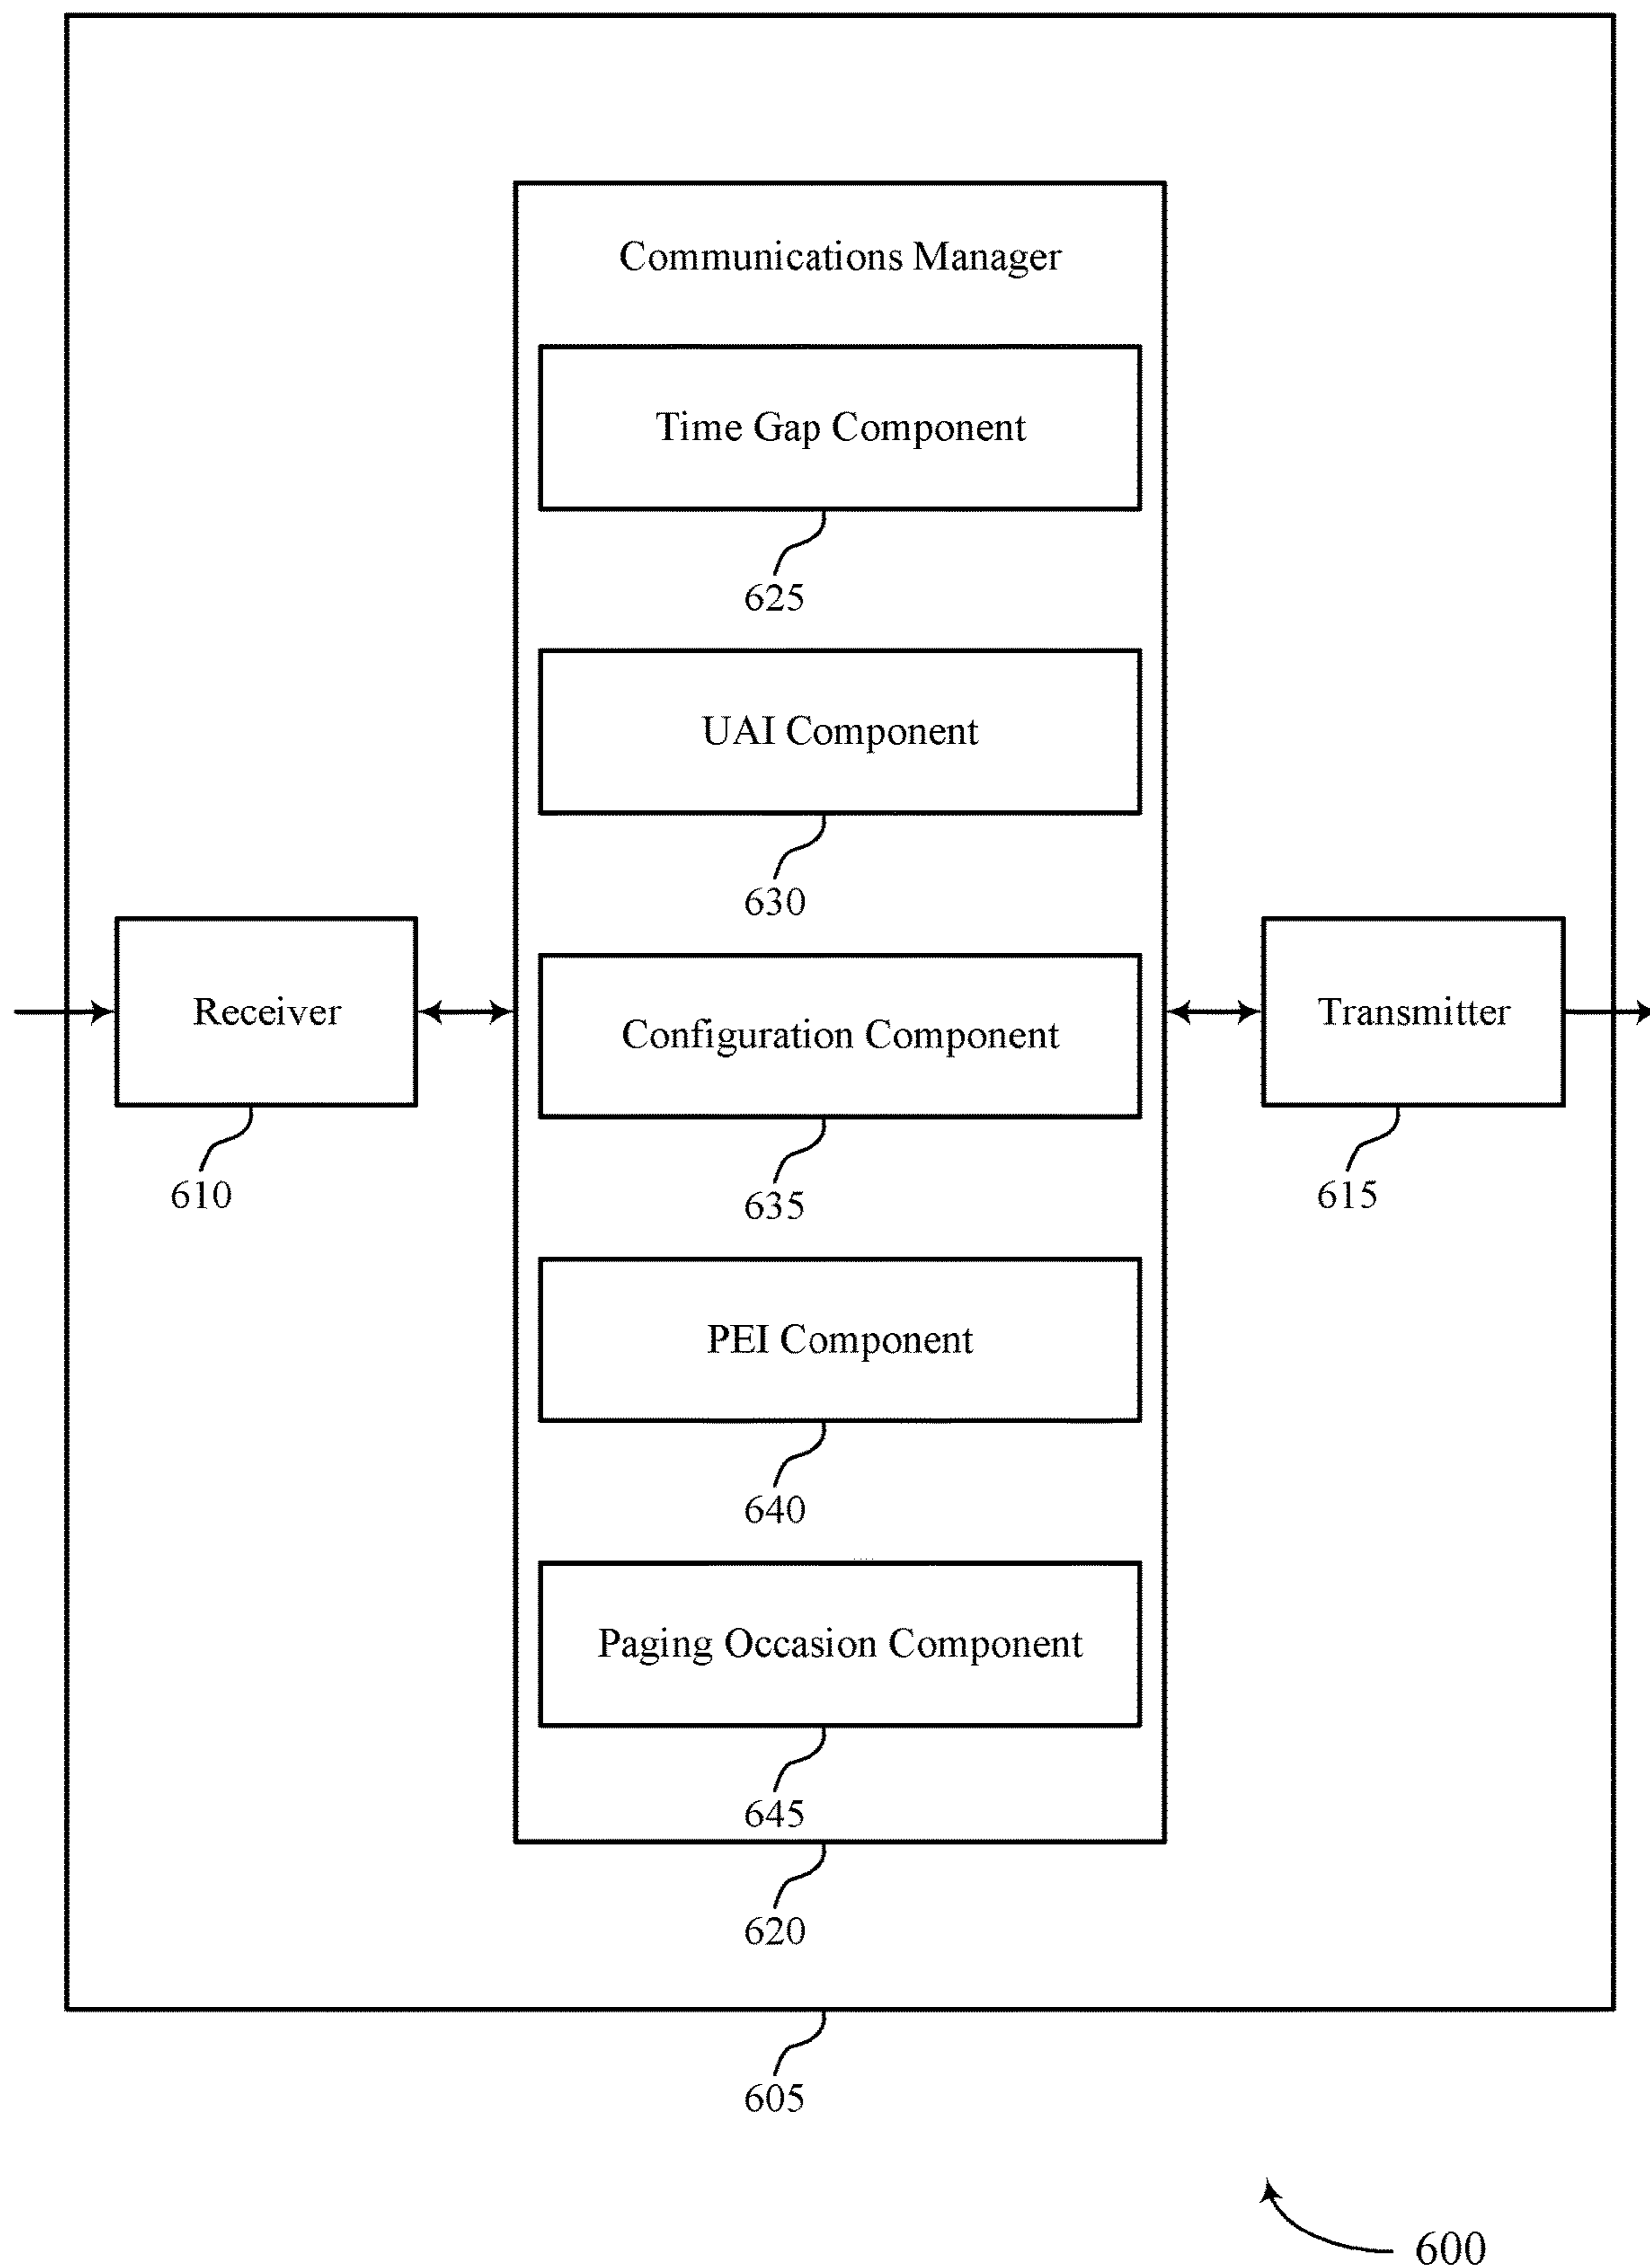 Communications Manager
Time Gap Component
625
UAI Component
630
Receiver
610
Configuration Component
635
Transmitter
615
PEI Component
640
Paging Occasion Component
645
620
605
600